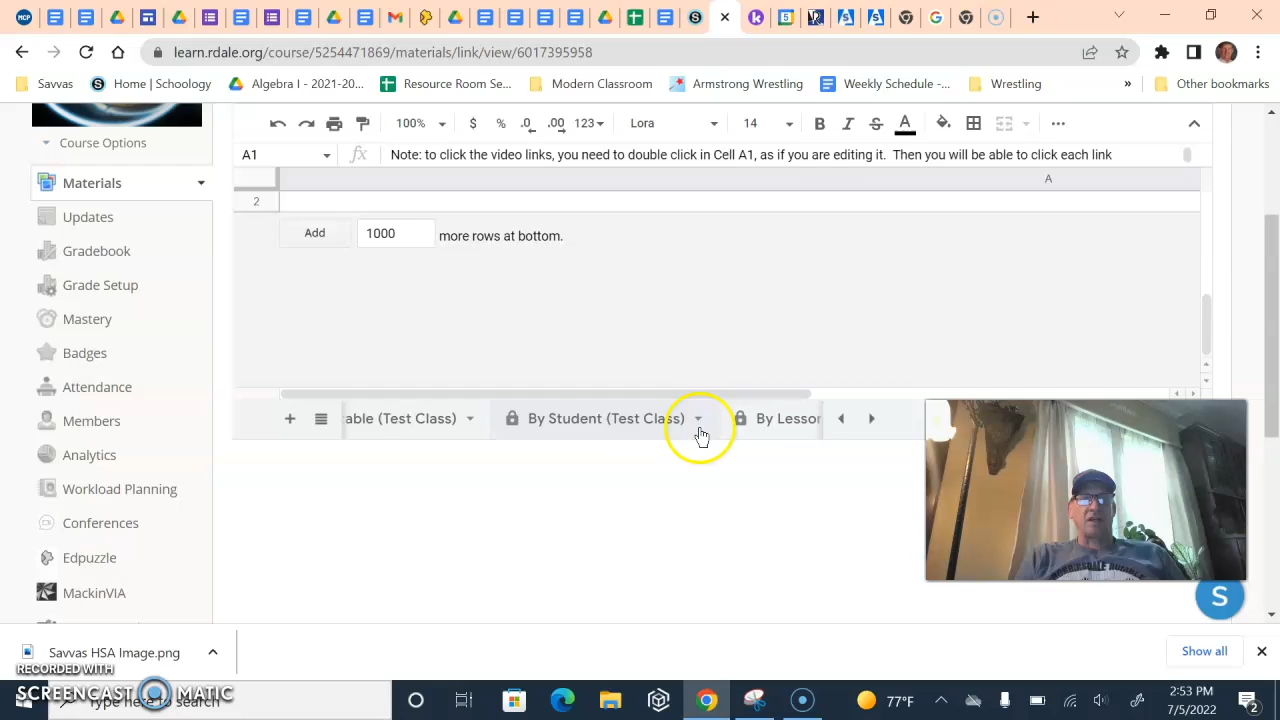 learn.rdale.org/course/5254471869/materials/link/view/6017395958
Savvas
Home | Schoology
Algebra I - 2021-20...
Resource Room Se...
Modern Classroom
Armstrong Wrestling
Weekly Schedule -...
Wrestling
»
Other bookmarks
Course Options
Materials
Updates
Gradebook
Grade Setup
Mastery
Badges
Attendance
Members
Analytics
Workload Planning
Conferences
Edpuzzle
MackinVIA
100%
$
%
.0
.00
123
Lora
14
B
I
S
A
A1
fx
Note: to click the video links, you need to double click in Cell A1, as if you are editing it. Then you will be able to click each link
A
2
Add
1000
more rows at bottom.
able (Test Class)
By Student (Test Class)
By Lesson
S
Savvas HSA Image.png
Show all
RECORDED WITH
SCREENCAST MATIC
Type here to search
77°F
2:53 PM
7/5/2022
2